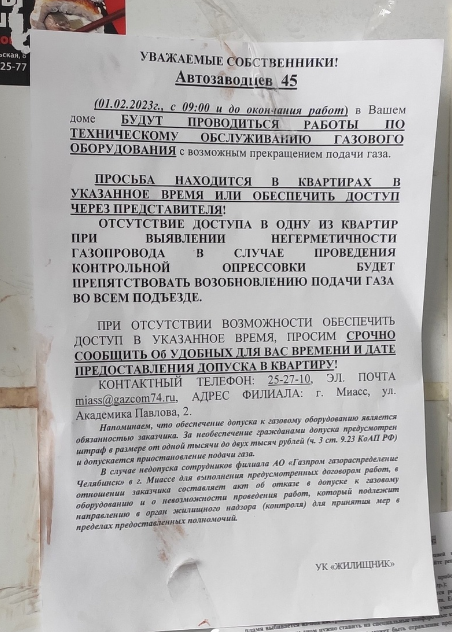 25-77
УВАЖАЕМЫЕ СОБСТВЕННИКИ!
Автозаводцев 45
(01.02.2023г., с 09:00 и до окончания работ) в Вашем
доме БУДУТ ПРОВОДИТЬСЯ РАБОТЫ ПО
ТЕХНИЧЕСКОМУ ОБСЛУЖИВАНИЮ ГАЗОВОГО
ОБОРУДОВАНИЯ с возможным прекращением подачи газа.
ПРОСЬБА НАХОДИТСЯ В КВАРТИРАХ В
УКАЗАННОЕ ВРЕМЯ ИЛИ ОБЕСПЕЧИТЬ ДОСТУП
ЧЕРЕЗ ПРЕДСТАВИТЕЛЯ!
ОТСУТСТВИЕ ДОСТУПА В ОДНУ ИЗ КВАРТИР
ПРИ ВЫЯВЛЕНИИ НЕГЕРМЕТИЧНОСТИ
ГАЗОПРОВОДА В СЛУЧАЕ ПРОВЕДЕНИЯ
КОНТРОЛЬНОЙ ОПРЕССОВКИ БУДЕТ
ПРЕПЯТСТВОВАТЬ ВОЗОБНОВЛЕНИЮ ПОДАЧИ ГАЗА
ВО ВСЕМ ПОДЪЕЗДЕ.
ПРИ ОТСУТСТВИИ ВОЗМОЖНОСТИ ОБЕСПЕЧИТЬ
ДОСТУП В УКАЗАННОЕ ВРЕМЯ, ПРОСИМ СРОЧНО
СООБЩИТЬ Об УДОБНЫХ ДЛЯ ВАС ВРЕМЕНИ И ДАТЕ
ПРЕДОСТАВЛЕНИЯ ДОПУСКА В КВАРТИРУ!
КОНТАКТНЫЙ ТЕЛЕФОН: 25-27-10, ЭЛ. ПОЧТА
miass@gazcom74.ru, АДРЕС ФИЛИАЛА: г. Миасс, ул.
Академика Павлова, 2.
Напоминаем, что обеспечение допуска к газовому оборудованию является
обязанностью заказчика. За необеспечение гражданами допуска предусмотрен
штраф в размере от одной тысячи до двух тысяч рублей (ч. 3 ст. 9.23 КоАП РФ)
и допускается приостановление подачи газа.
В случае недопуска сотрудников филиала АО «Газпром газораспределение
Челябинск» в г. Миассе для выполнения предусмотренных договором работ, в
отношении заказчика составляет акт об отказе в допуске к газовому
оборудованию и о невозможности проведения работ, который подлежит
направлению в орган жилищного надзора (контроля) для принятия мер в
пределах предоставленных полномочий.
УК «ЖИЛИЩНИК»